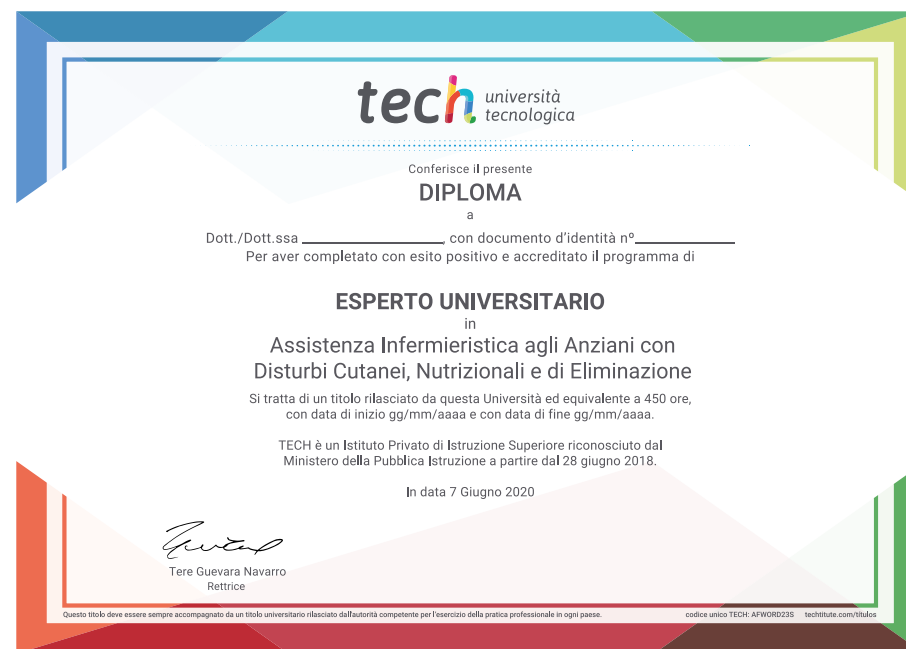 tech università
tecnologica
Conferisce il presente
DIPLOMA
a
Dott./Dott.ssa ____________________, con documento d'identità nº______________
Per aver completato con esito positivo e accreditato il programma di
ESPERTO UNIVERSITARIO
in
Assistenza Infermieristica agli Anziani con
Disturbi Cutanei, Nutrizionali e di Eliminazione
Si tratta di un titolo rilasciato da questa Università ed equivalente a 450 ore,
con data di inizio gg/mm/aaaa e con data di fine gg/mm/aaaa.
TECH è un Istituto Privato di Istruzione Superiore riconosciuto dal
Ministero della Pubblica Istruzione a partire dal 28 giugno 2018.
In data 7 Giugno 2020
Tere Guevara Navarro
Rettrice
Questo titolo deve essere sempre accompagnato da un titolo universitario rilasciato dall'autorità competente per l'esercizio della pratica professionale in ogni paese. codice unico TECH: AFWORD23S techtitute.com/titulos